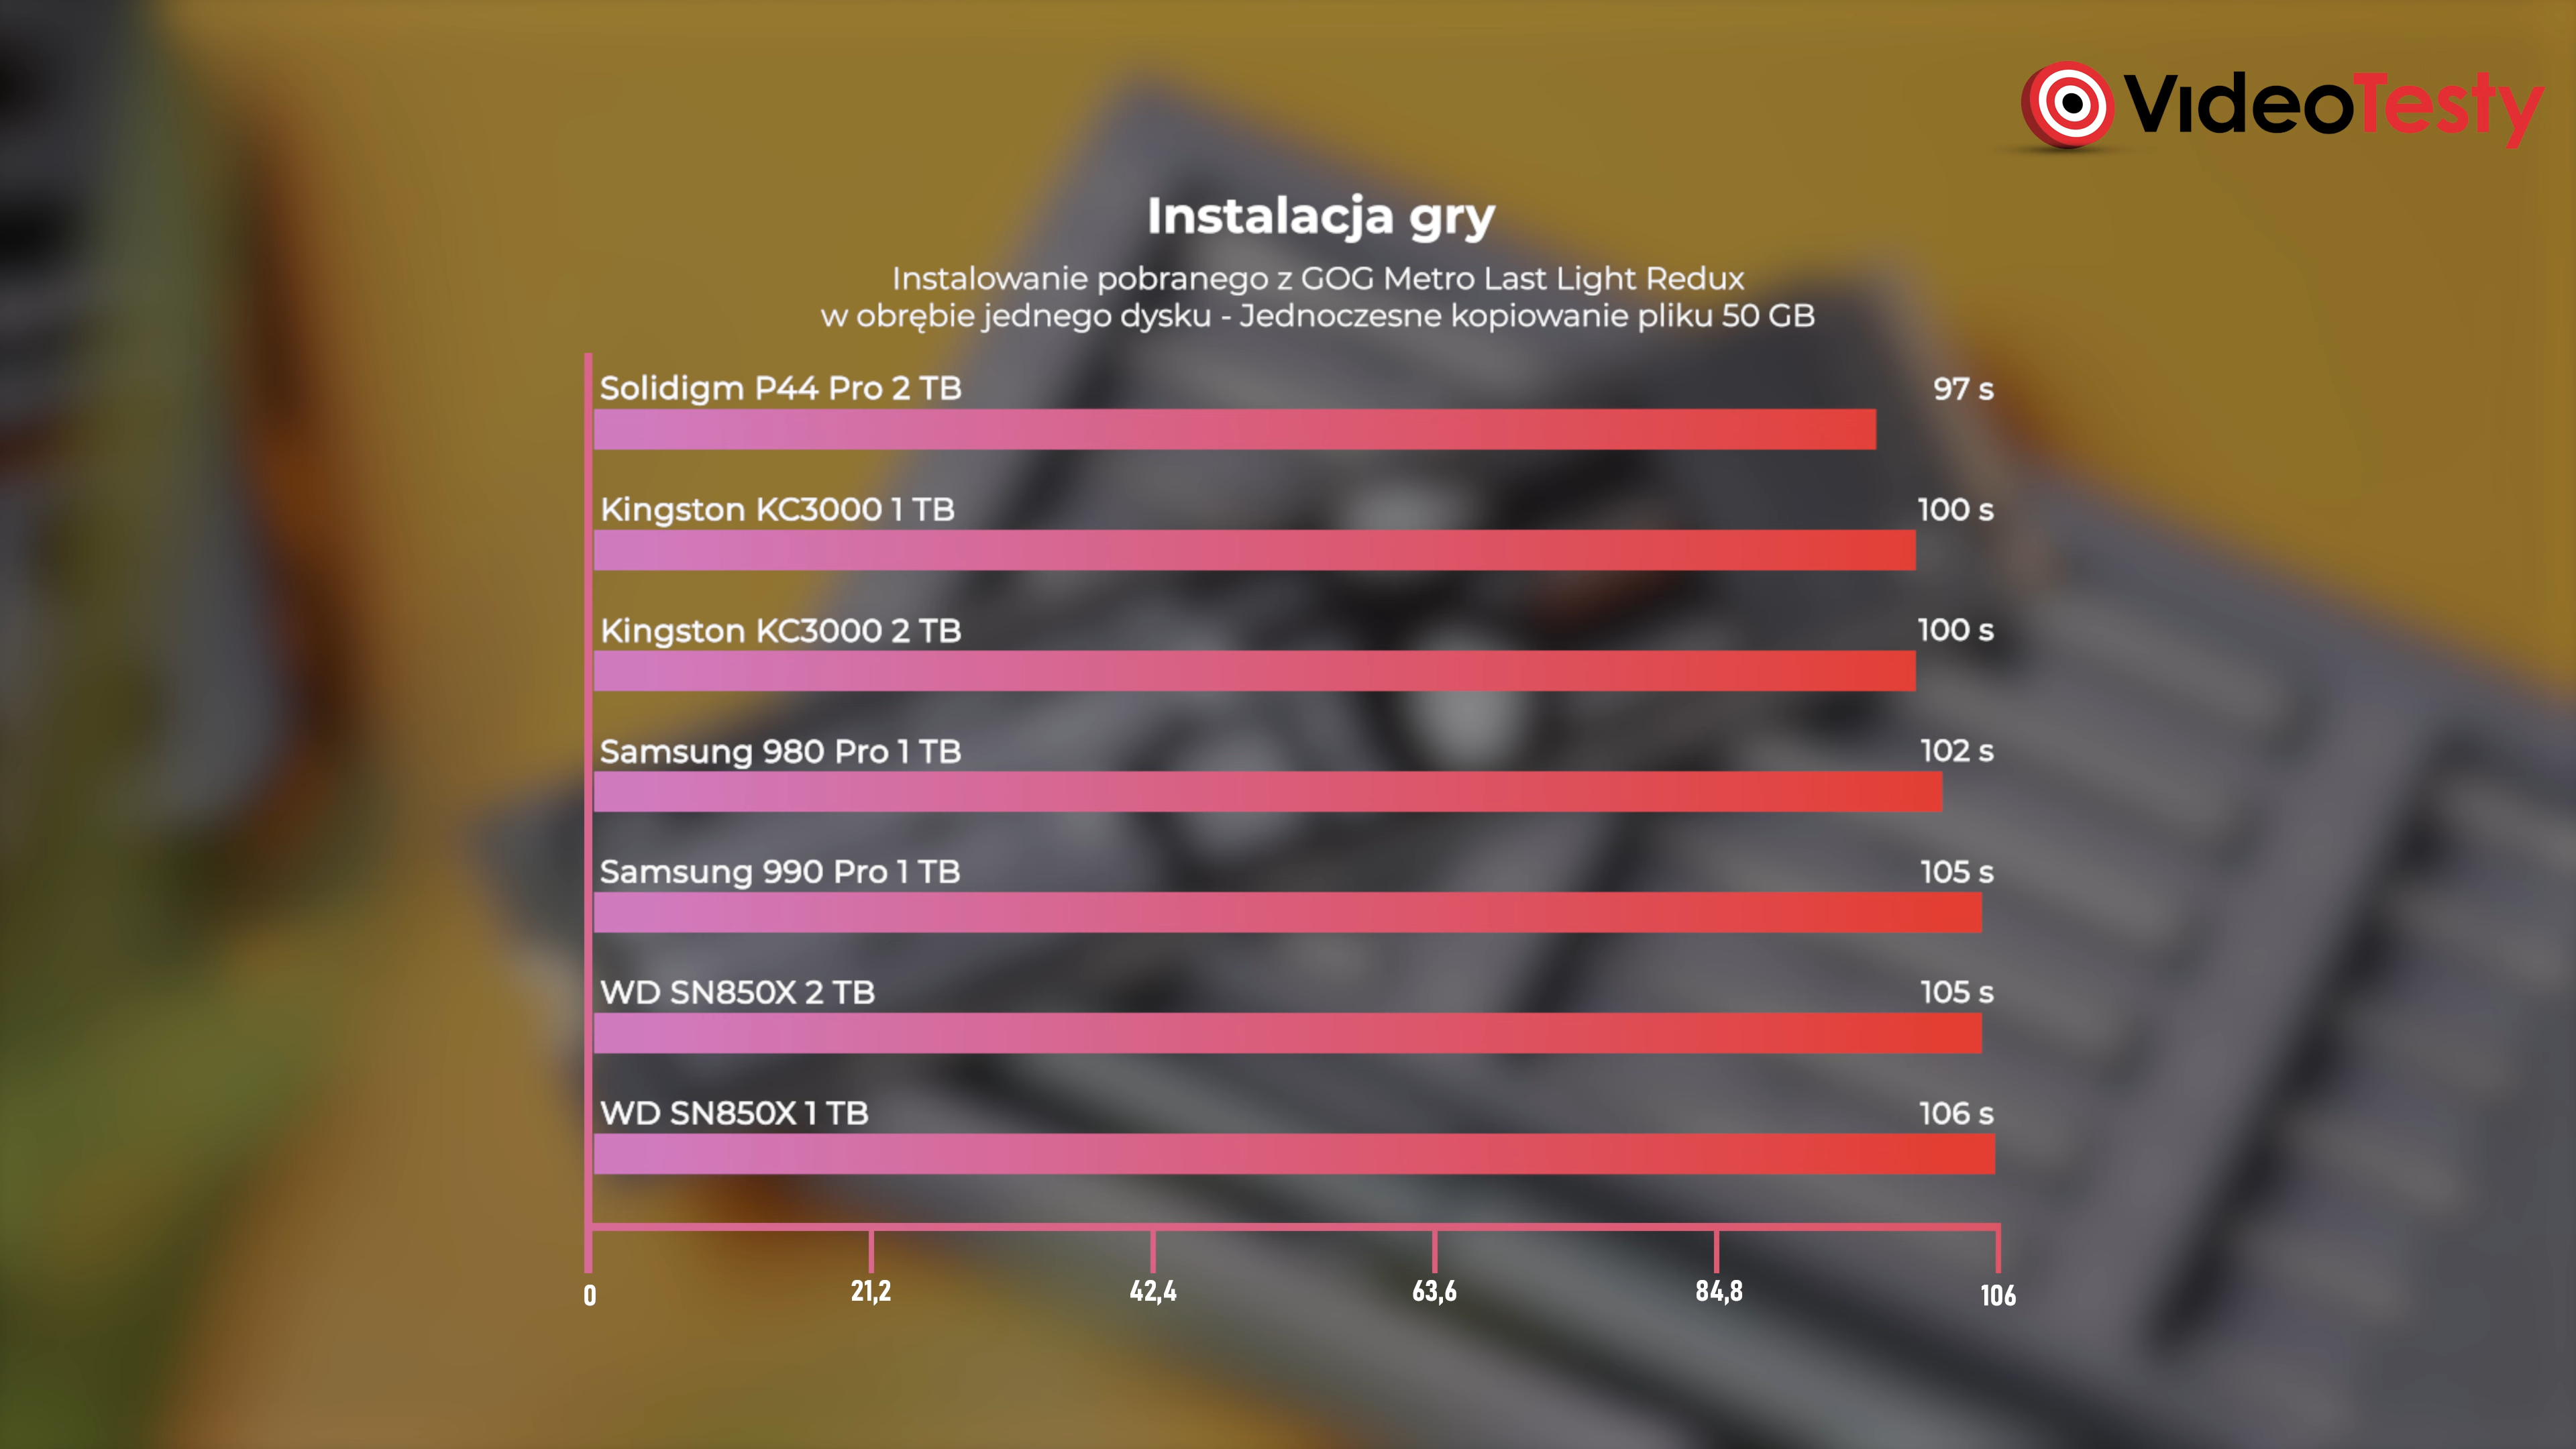 VideoTesty
Instalacja gry
Instalowanie pobranego z GOG Metro Last Light Redux
w obrębie jednego dysku - Jednoczesne kopiowanie pliku 50 GB
Solidigm P44 Pro 2 TB 97 s
Kingston KC3000 1 TB 100 s
Kingston KC3000 2 TB 100 s
Samsung 980 Pro 1 TB 102 s
Samsung 990 Pro 1 TB 105 s
WD SN850X 2 TB 105 s
WD SN850X 1 TB 106 s
0 21,2 42,4 63,6 84,8 106